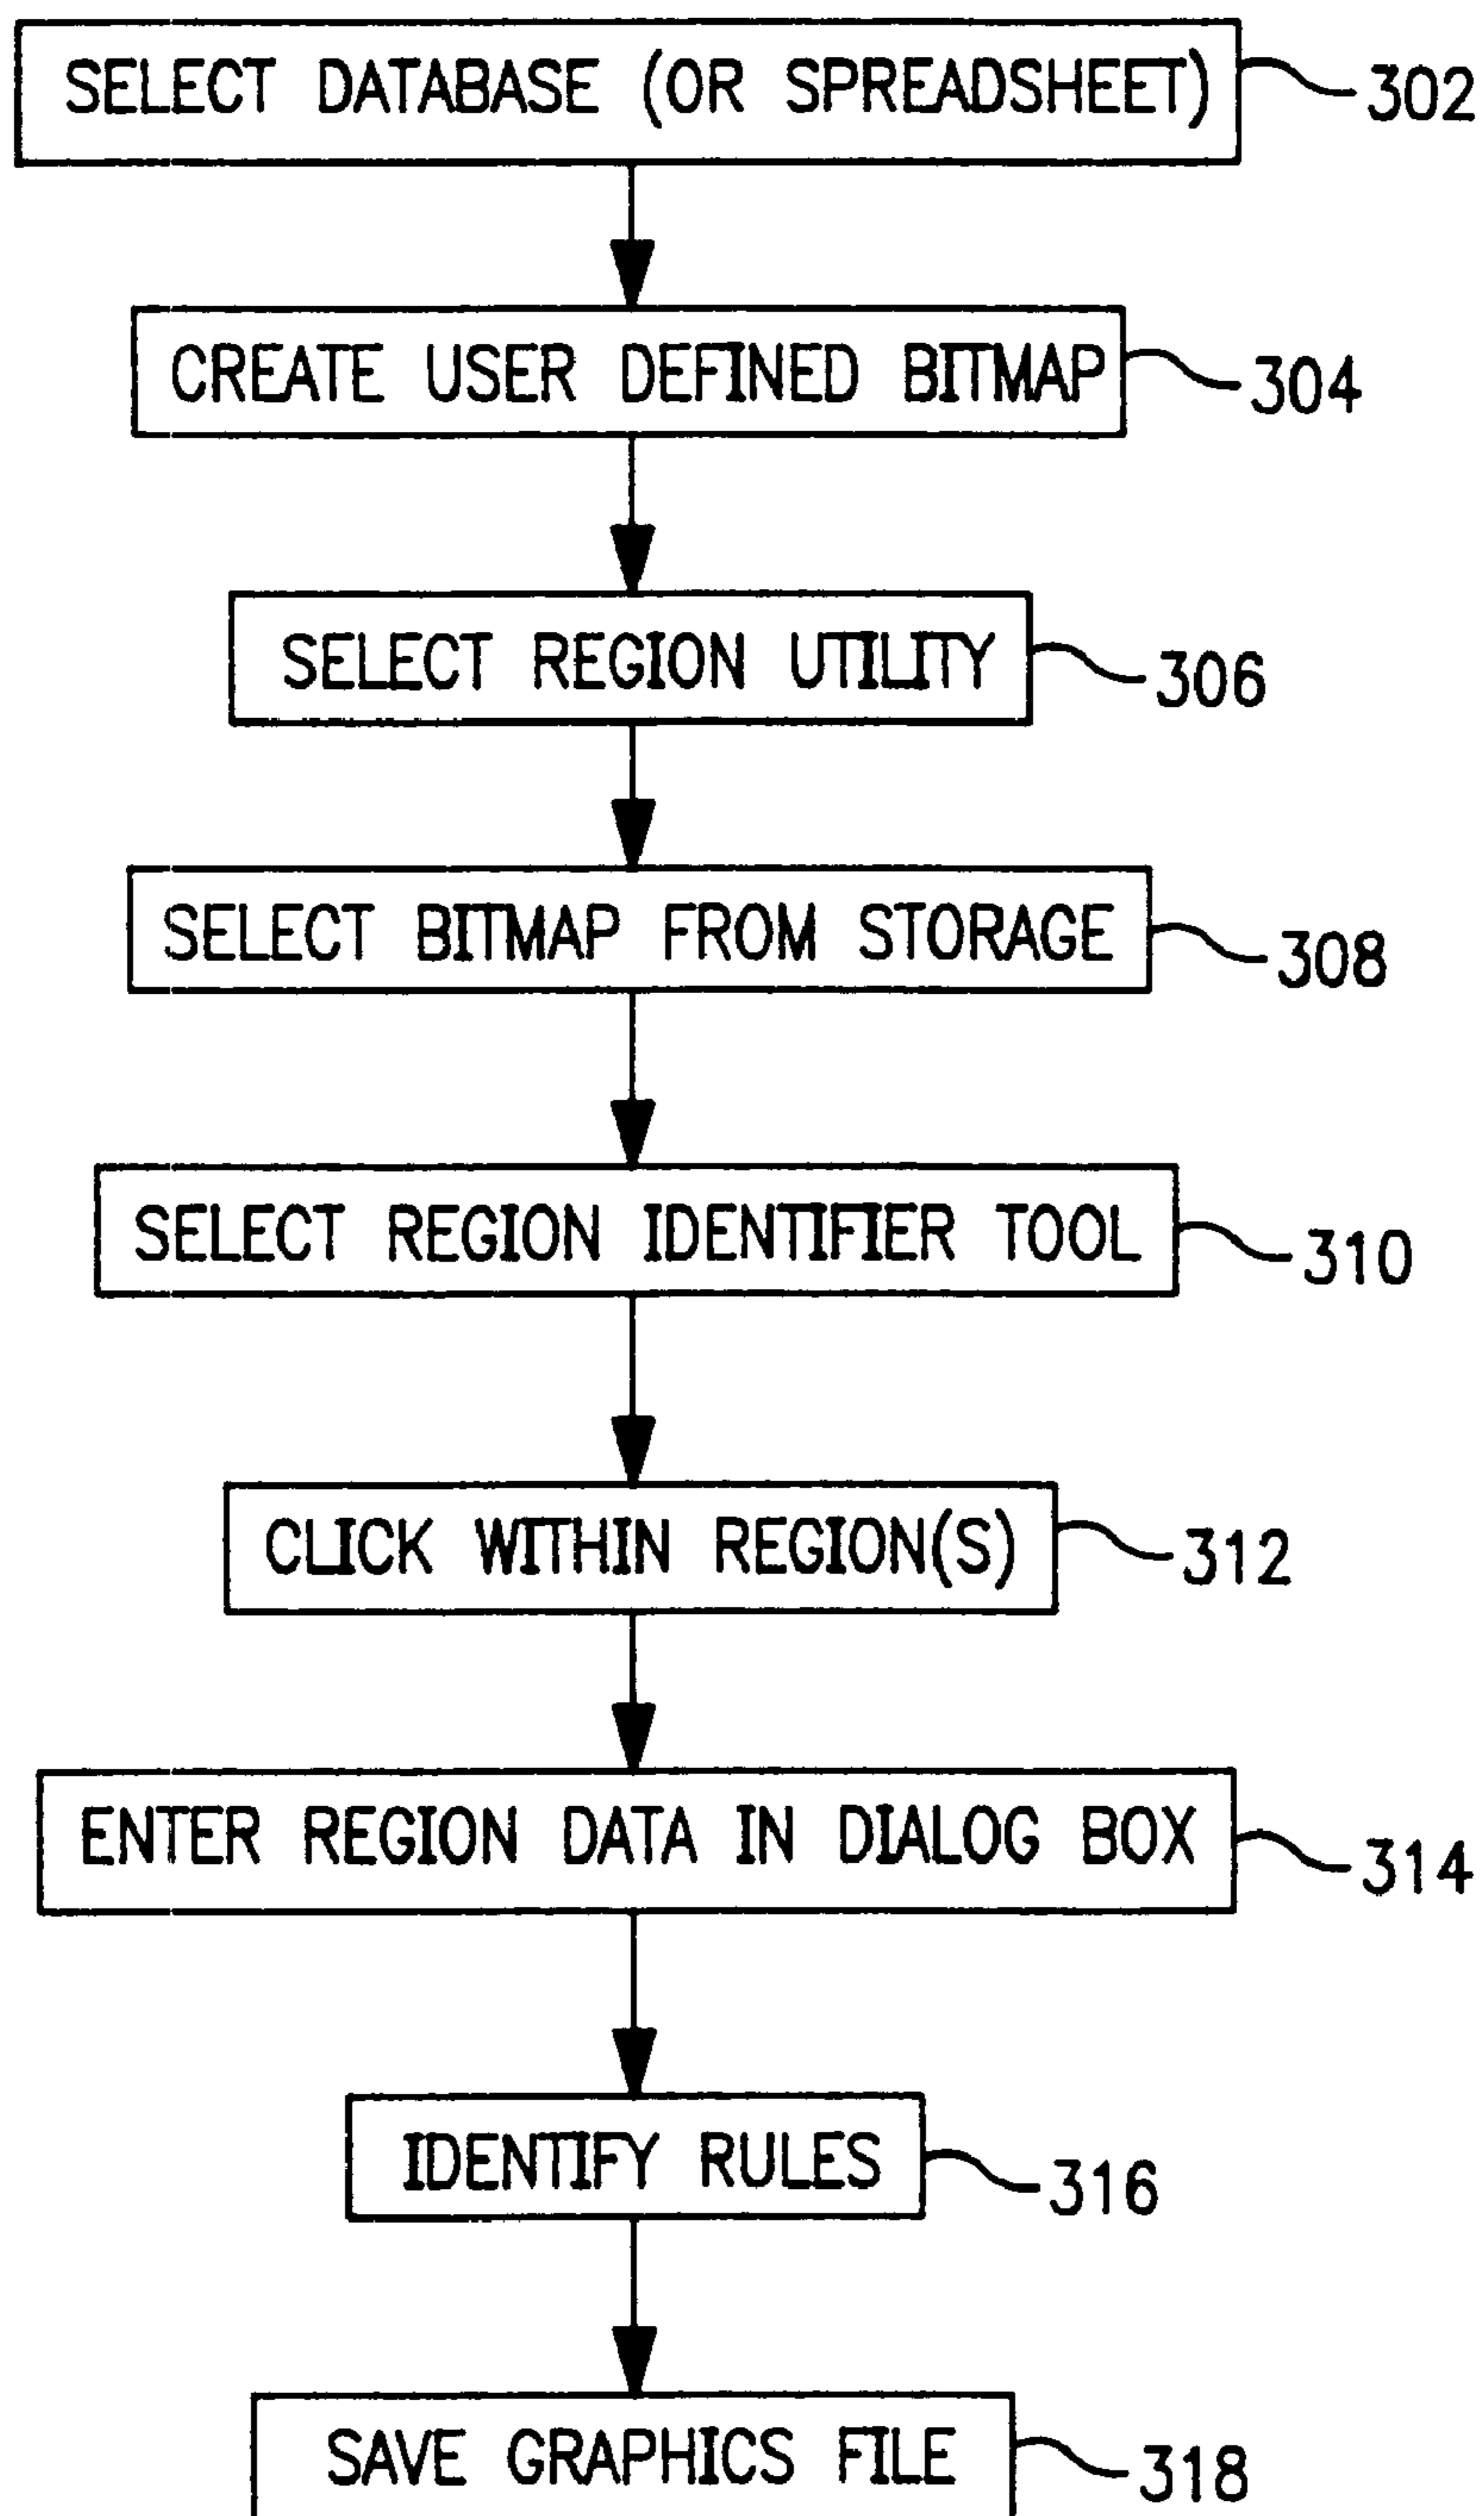 SELECT DATABASE (OR SPREADSHEET) 302
CREATE USER DEFINED BITMAP 304
SELECT REGION UTILITY 306
SELECT BITMAP FROM STORAGE 308
SELECT REGION IDENTIFIER TOOL 310
CLICK WITHIN REGION(S) 312
ENTER REGION DATA IN DIALOG BOX 314
IDENTIFY RULES 316
SAVE GRAPHICS FILE 318